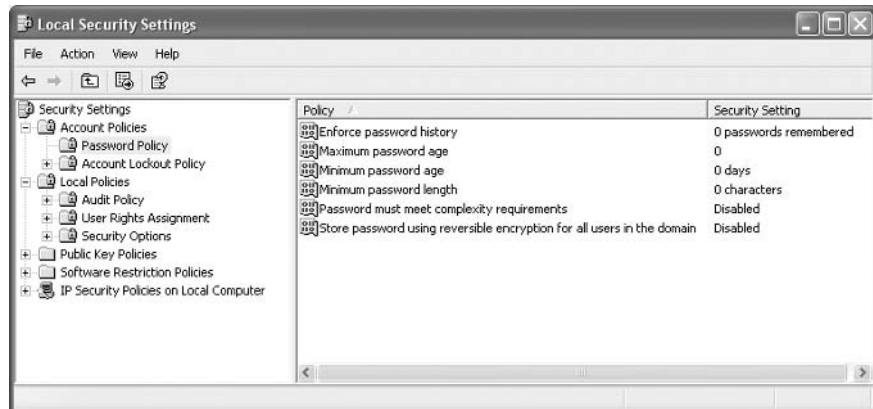 Local Security Settings
File Action View Help
Security Settings
Account Policies
Password Policy
Account Lockout Policy
Local Policies
Audit Policy
User Rights Assignment
Security Options
Public Key Policies
Software Restriction Policies
IP Security Policies on Local Computer
Policy Security Setting
Enforce password history 0 passwords remembered
Maximum password age 0
Minimum password age 0 days
Minimum password length 0 characters
Password must meet complexity requirements Disabled
Store password using reversible encryption for all users in the domain Disabled